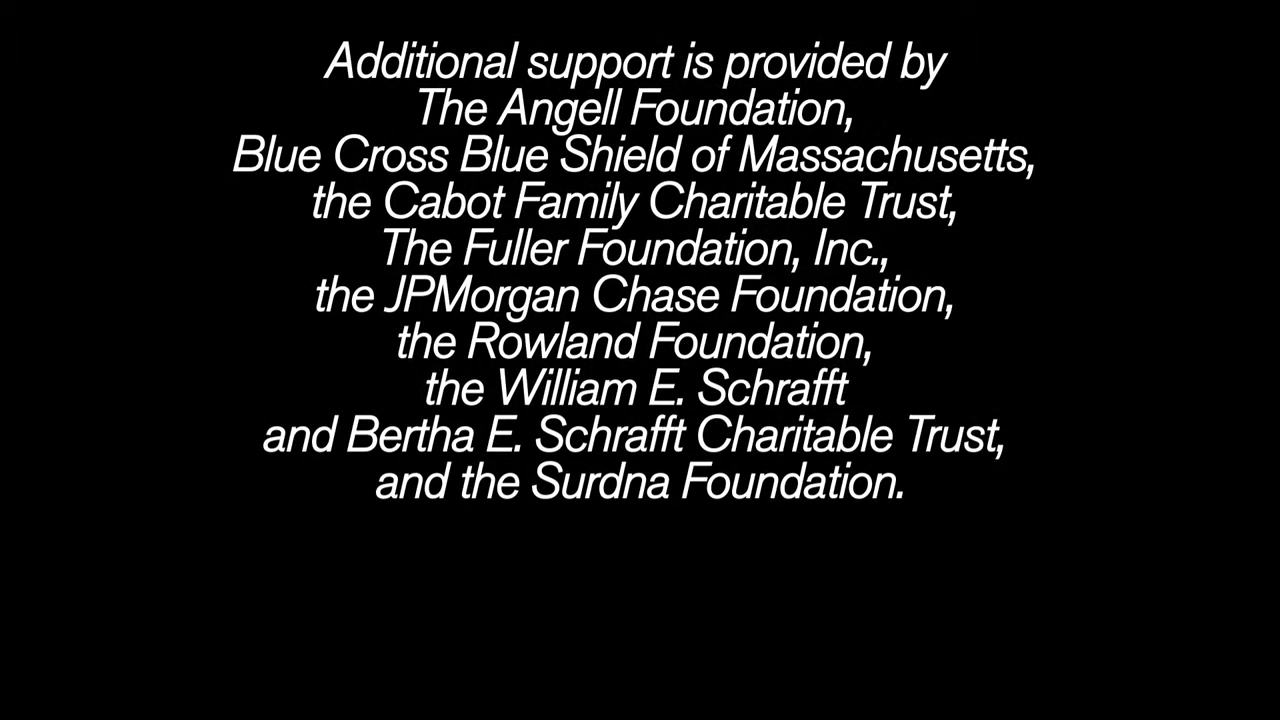 Additional support is provided by
The Angell Foundation,
Blue Cross Blue Shield of Massachusetts,
the Cabot Family Charitable Trust,
The Fuller Foundation, Inc.,
the JPMorgan Chase Foundation,
the Rowland Foundation,
the William E. Schrafft
and Bertha E. Schrafft Charitable Trust,
and the Surdna Foundation.